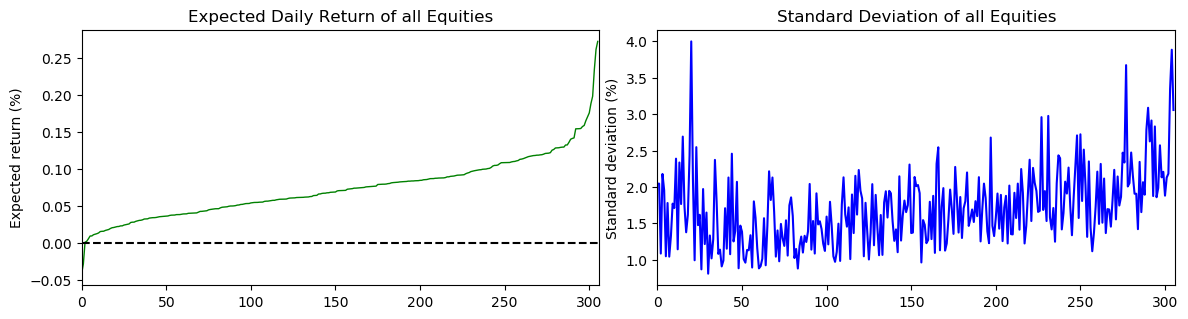 Expected Daily Return of all Equities
Expected return (%)
0.25
0.20
0.15
0.10
0.05
0.00
−0.05
0 50 100 150 200 250 300
Standard Deviation of all Equities
Standard deviation (%)
4.0
3.5
3.0
2.5
2.0
1.5
1.0
0 50 100 150 200 250 300